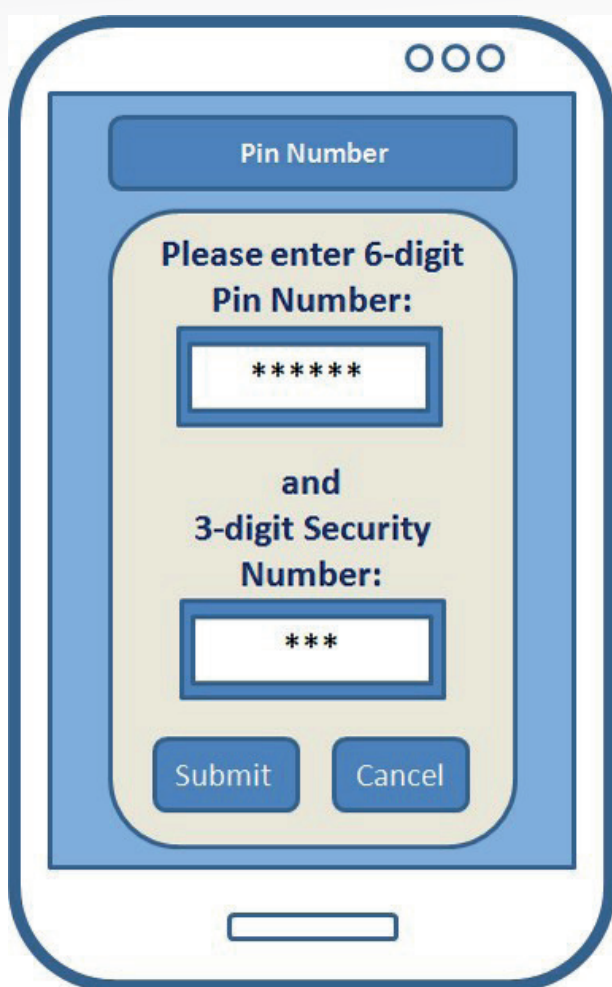 Pin Number
Please enter 6-digit
Pin Number:
******
and
3-digit Security
Number:
***
Submit
Cancel